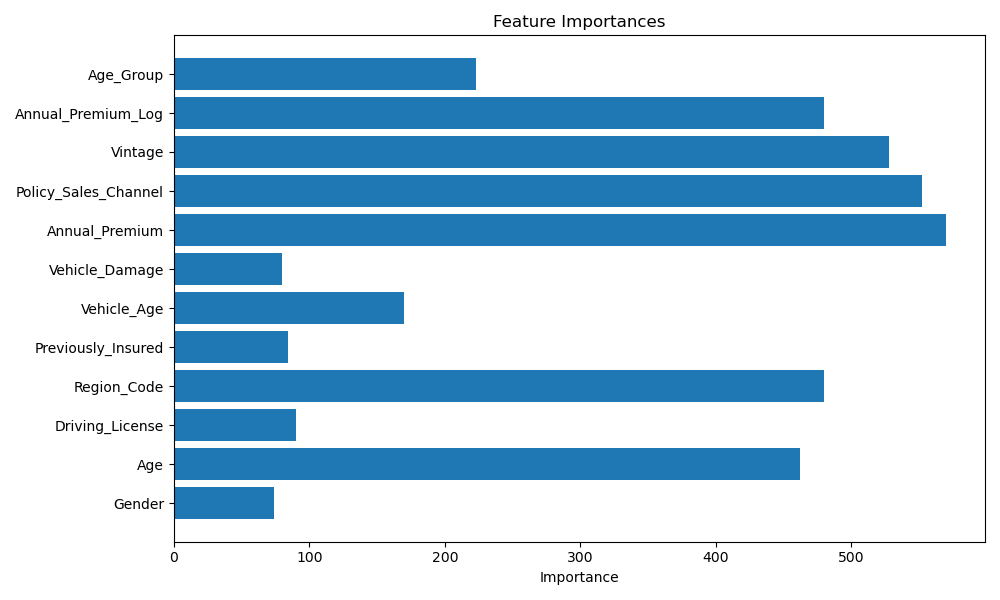 Feature Importances
Age_Group
Annual_Premium_Log
Vintage
Policy_Sales_Channel
Annual_Premium
Vehicle_Damage
Vehicle_Age
Previously_Insured
Region_Code
Driving_License
Age
Gender
0 100 200 300 400 500
Importance